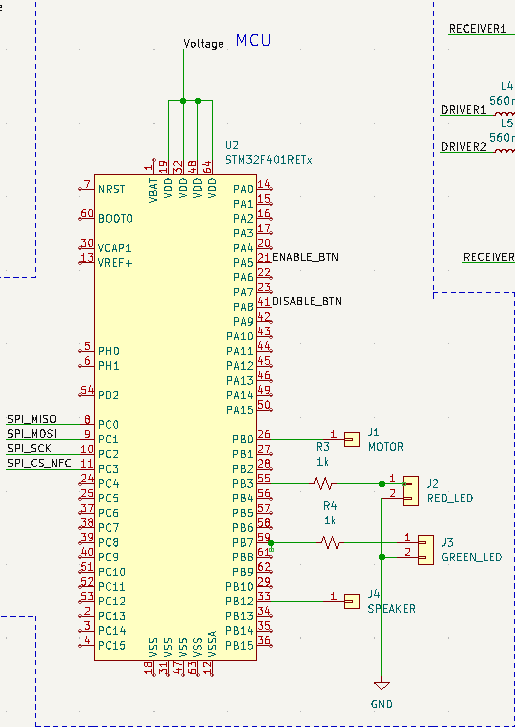 e
Voltage MCU
RECEIVER1
L4
560n
DRIVER1
L5
560n
DRIVER2
RECEIVER
U2
STM32F401RETx
1 19 32 48 64
VBAT VDD VDD VDD VDD
7 NRST
60 BOOT0
30 VCAP1
13 VREF+
5 PH0
6 PH1
54 PD2
SPI_MISO 8 PC0
SPI_MOSI 9 PC1
SPI_SCK 10 PC2
SPI_CS_NFC 11 PC3
24 PC4
25 PC5
37 PC6
38 PC7
39 PC8
40 PC9
51 PC10
52 PC11
53 PC12
2 PC13
3 PC14
4 PC15
PA0 14
PA1 15
PA2 16
PA3 17
PA4 20
PA5 21 ENABLE_BTN
PA6 22
PA7 23
PA8 41 DISABLE_BTN
PA9 42
PA10 43
PA11 44
PA12 45
PA13 46
PA14 49
PA15 50
PB0 26
PB1 27
PB2 28
PB3 55
PB4 56
PB5 57
PB6 58
PB7 59
PB8 61
PB9 62
PB10 29
PB12 33
PB13 34
PB14 35
PB15 36
VSS VSS VSS VSS VSSA
18 31 47 63 12
1 J1
MOTOR
R3
1k
1 J2
2 RED_LED
R4
1k
1 J3
2 GREEN_LED
1 J4
SPEAKER
GND